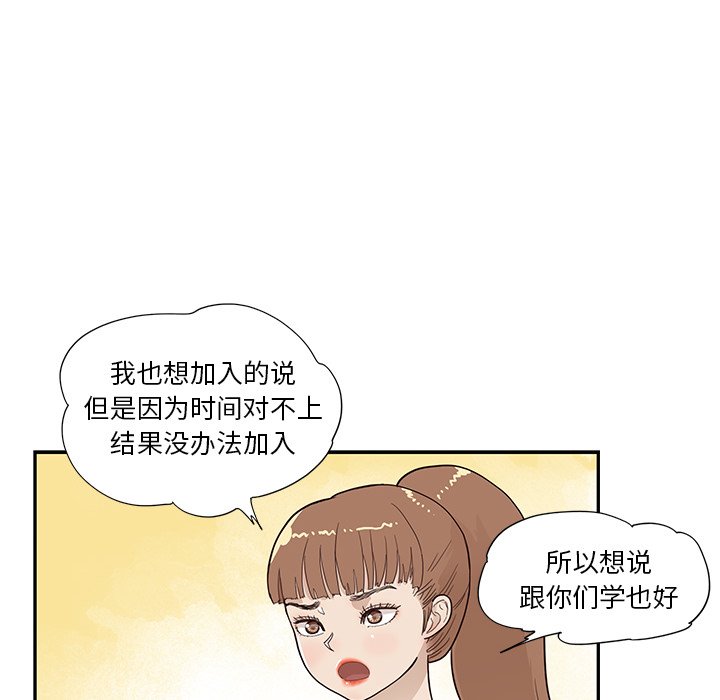 我也想加入的说
但是因为时间对不上
结果没办法加入
所以想说
跟你们学也好